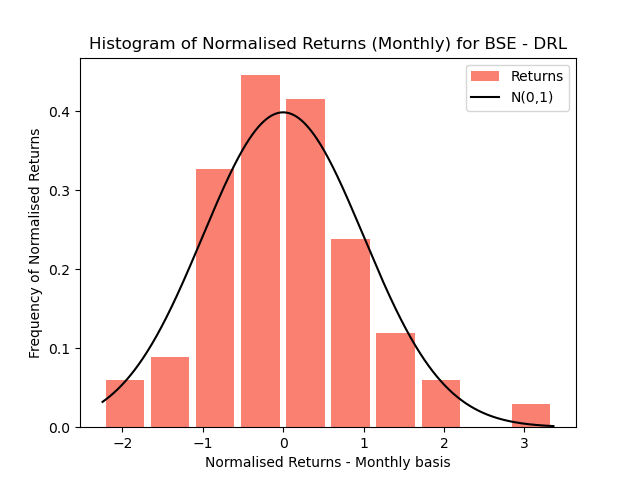 Histogram of Normalised Returns (Monthly) for BSE - DRL
Returns
N(0,1)
Frequency of Normalised Returns
0.4
0.3
0.2
0.1
0.0
−2
−1
0
1
2
3
Normalised Returns - Monthly basis